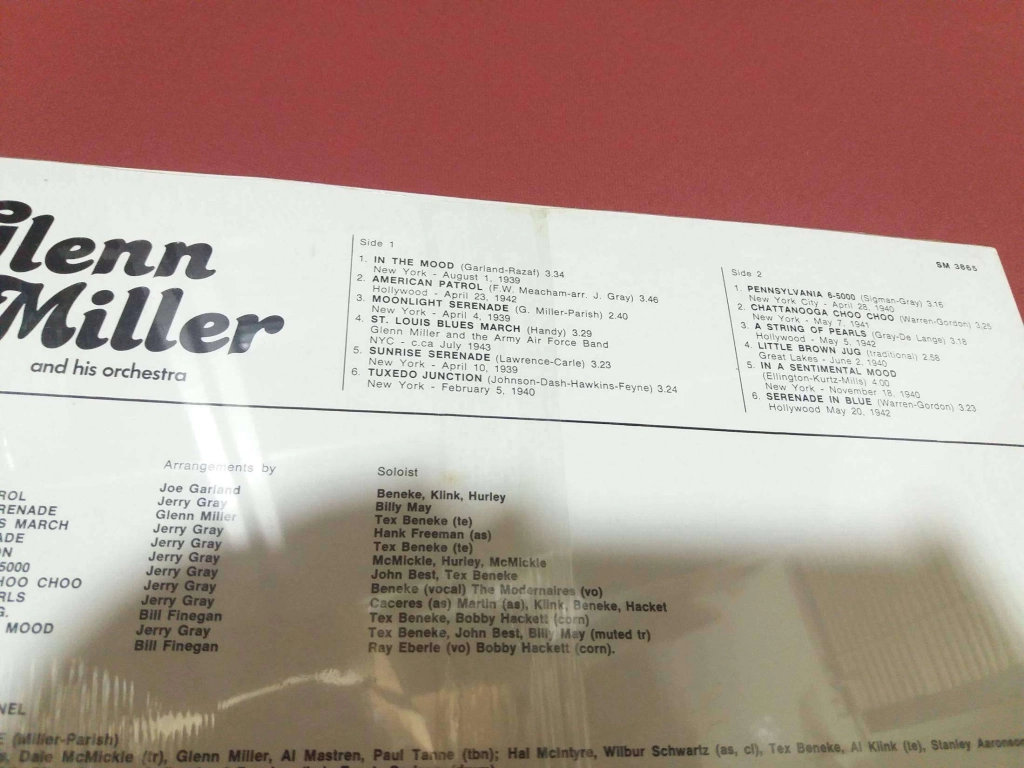 Glenn
Miller
and his orchestra
Side 1
1. IN THE MOOD (Garland-Razaf) 3.34
New York - August 1, 1939
2. AMERICAN PATROL (F.W. Meacham-arr. J. Gray) 3.46
Hollywood - April 23, 1942
3. MOONLIGHT SERENADE (G. Miller-Parish) 2.40
New York - April 4, 1939
4. ST. LOUIS BLUES MARCH (Handy) 3.29
Glenn Miller and the Army Air Force Band
NYC - c.ca July 1943
5. SUNRISE SERENADE (Lawrence-Carle) 3.23
New York - April 10, 1939
6. TUXEDO JUNCTION (Johnson-Dash-Hawkins-Feyne) 3.24
New York - February 5, 1940
SM 3865
Side 2
1. PENNSYLVANIA 6-5000 (Sigman-Gray) 3.16
New York City - April 28, 1940
2. CHATTANOOGA CHOO CHOO (Warren-Gordon) 3.25
New York - May 7, 1941
3. A STRING OF PEARLS (Gray-De Lange) 3.18
Hollywood - May 5, 1942
4. LITTLE BROWN JUG (traditional) 2.58
Great Lakes - June 2, 1940
5. IN A SENTIMENTAL MOOD
(Ellington-Kurtz-Mills) 4.00
New York - November 18, 1940
6. SERENADE IN BLUE (Warren-Gordon) 3.23
Hollywood May 20, 1942
Arrangements by Soloist
Joe Garland Beneke, Klink, Hurley
ROL Jerry Gray Billy May
RENADE Glenn Miller Tex Beneke (te)
S MARCH Jerry Gray Hank Freeman (as)
ADE Jerry Gray Tex Beneke (te)
ON Jerry Gray McMickle, Hurley, McMickle
5000 Jerry Gray John Best, Tex Beneke
HOO CHOO Jerry Gray Beneke (vocal) The Modernaires (vo)
RLS Jerry Gray Caceres (as) Martin (as), Klink, Beneke, Hacket
G. Bill Finegan Tex Beneke, Bobby Hackett (corn)
MOOD Jerry Gray Tex Beneke, John Best, Billy May (muted tr)
Bill Finegan Ray Eberle (vo) Bobby Hackett (corn).
NEL
E (Miller-Parish)
s, Dale McMickle (tr), Glenn Miller, Al Mastren, Paul Tanne (tbn); Hal McIntyre, Wilbur Schwartz (as, cl), Tex Beneke, Al Klink (te), Stanley Aaronson